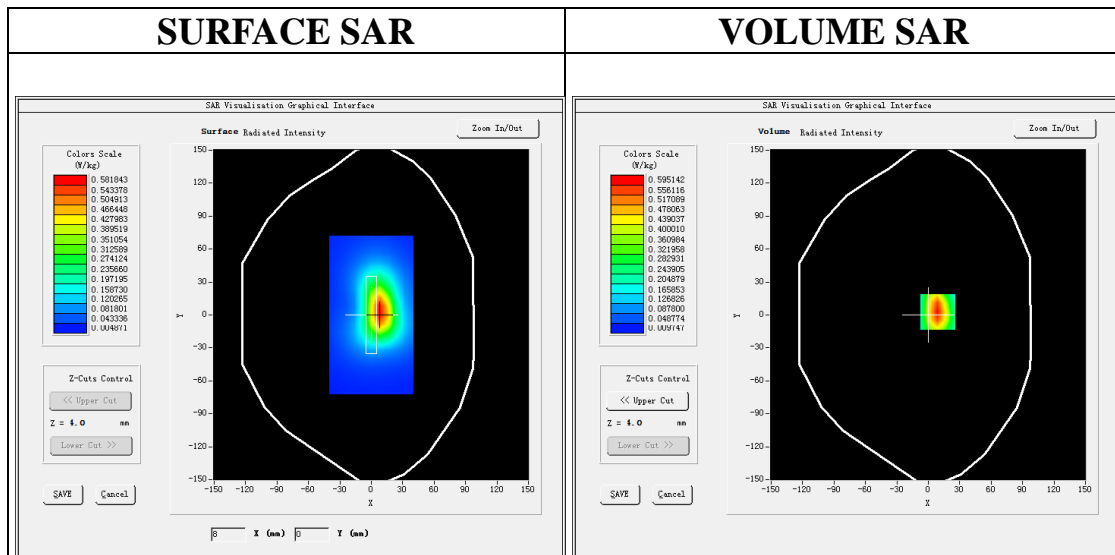 SURFACE SAR
VOLUME SAR
SAR Visualisation Graphical Interface
Surface Radiated Intensity
Zoom In/Out
Colors Scale
(W/kg)
0.581843
0.543378
0.504913
0.466448
0.427983
0.389519
0.351054
0.312589
0.274124
0.235660
0.197195
0.158730
0.120265
0.081801
0.043336
0.004871
150
120
90
60
30
0
-30
-60
-90
-120
-150
Y
-150
-120
-90
-60
-30
0
30
60
90
120
150
X
Z-Cuts Control
<< Upper Cut
Z = 4.0 mm
Lower Cut >>
SAVE
Cancel
8 X (mm) 0 Y (mm)
SAR Visualisation Graphical Interface
Volume Radiated Intensity
Zoom In/Out
Colors Scale
(W/kg)
0.595142
0.556116
0.517089
0.478063
0.439037
0.400010
0.360984
0.321958
0.282931
0.243905
0.204879
0.165853
0.126826
0.087800
0.048774
0.009747
150
120
90
60
30
0
-30
-60
-90
-120
-150
Y
-150
-120
-90
-60
-30
0
30
60
90
120
150
X
Z-Cuts Control
<< Upper Cut
Z = 4.0 mm
Lower Cut >>
SAVE
Cancel